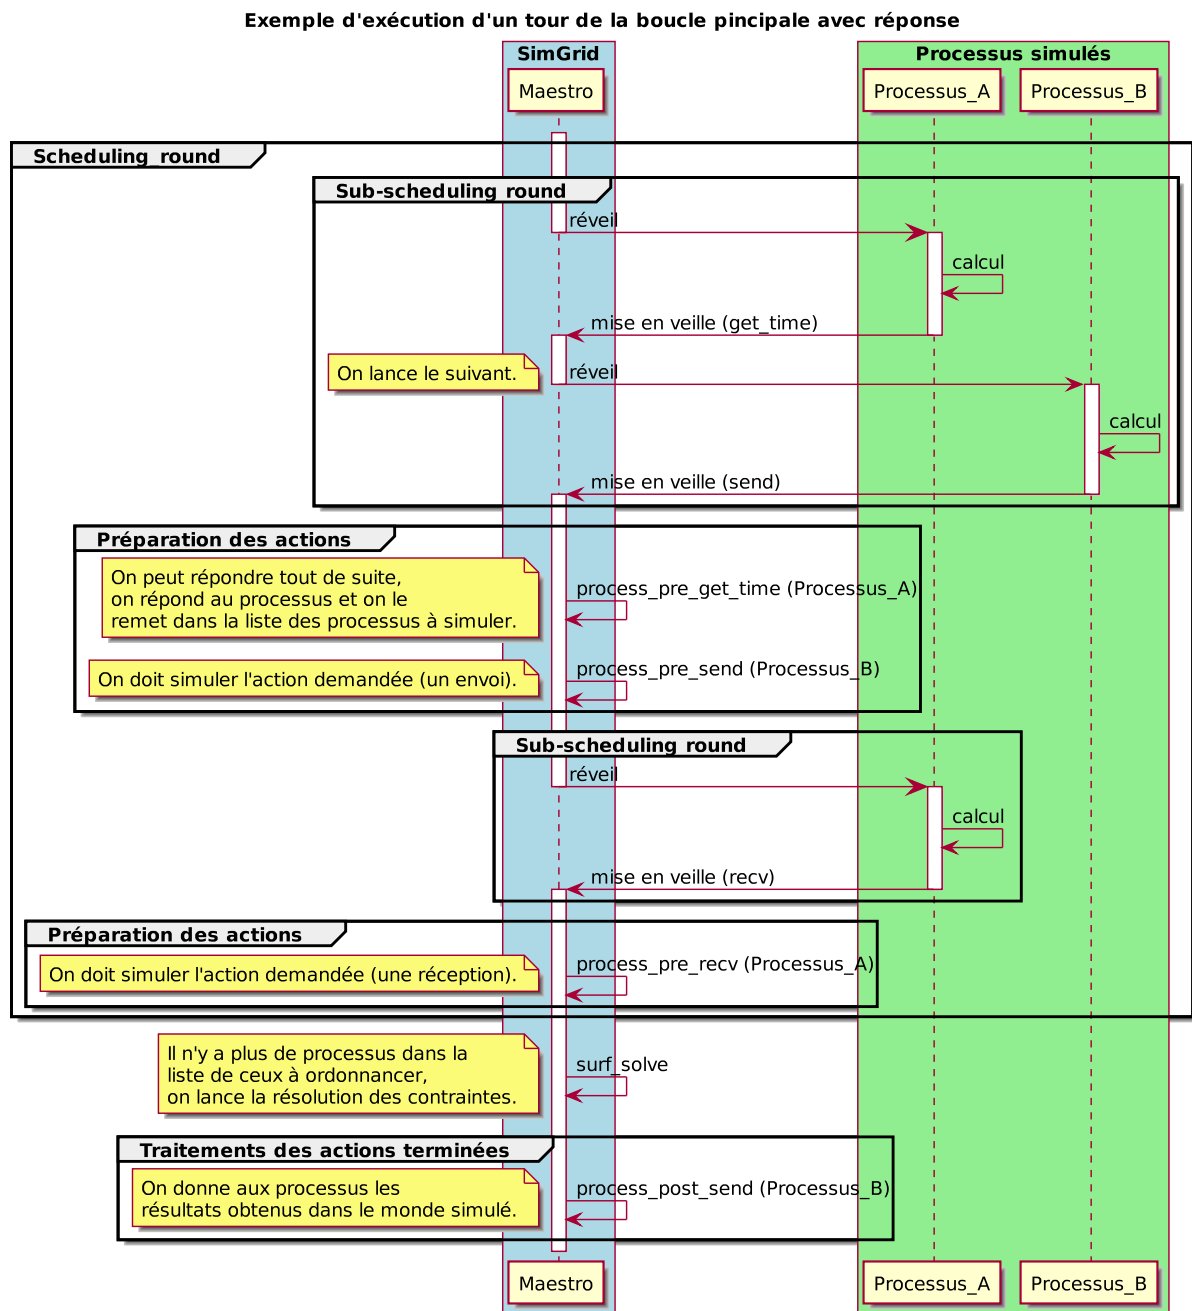 Exemple d'exécution d'un tour de la boucle pincipale avec réponse
SimGrid
Processus simulés
Maestro
Processus_A
Processus_B
Scheduling_round
Sub-scheduling round
réveil
calcul
mise en veille (get_time)
On lance le suivant.
réveil
calcul
mise en veille (send)
Préparation des actions
On peut répondre tout de suite,
on répond au processus et on le
remet dans la liste des processus à simuler.
process_pre_get_time (Processus_A)
On doit simuler l'action demandée (un envoi).
process_pre_send (Processus_B)
Sub-scheduling round
réveil
calcul
mise en veille (recv)
Préparation des actions
On doit simuler l'action demandée (une réception).
process_pre_recv (Processus_A)
Il n'y a plus de processus dans la
liste de ceux à ordonnancer,
on lance la résolution des contraintes.
surf_solve
Traitements des actions terminées
On donne aux processus les
résultats obtenus dans le monde simulé.
process_post_send (Processus_B)
Maestro
Processus_A
Processus_B